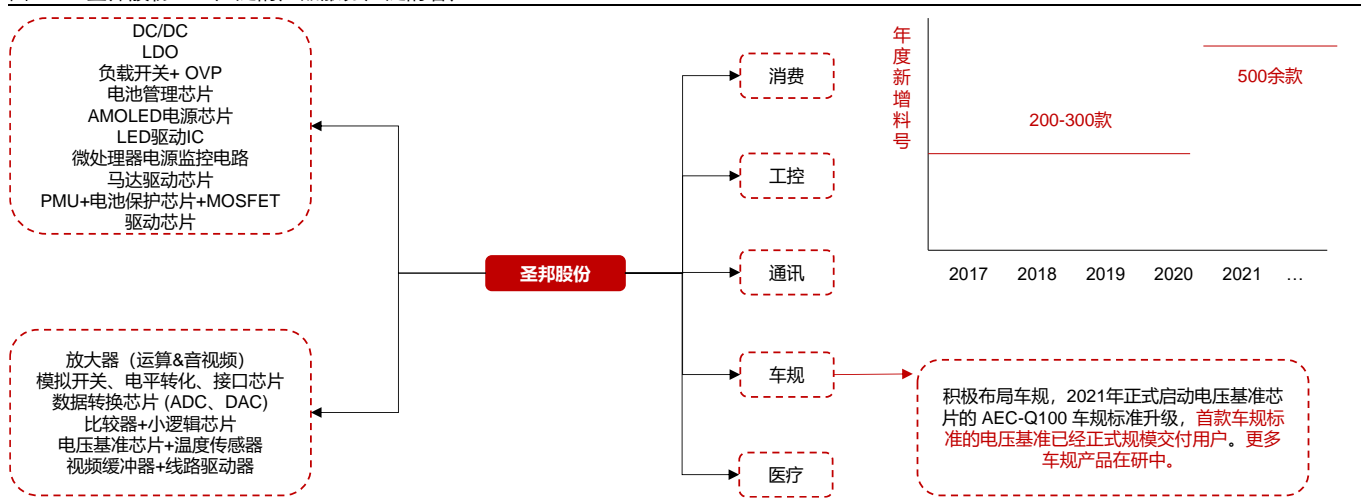 DC/DC
LDO
负载开关+ OVP
电池管理芯片
AMOLED电源芯片
LED驱动IC
微处理器电源监控电路
马达驱动芯片
PMU+电池保护芯片+MOSFET
驱动芯片
放大器（运算&音视频）
模拟开关、电平转化、接口芯片
数据转换芯片 (ADC、DAC)
比较器+小逻辑芯片
电压基准芯片+温度传感器
视频缓冲器+线路驱动器
圣邦股份
消费
工控
通讯
车规
医疗
年度新增料号
200-300款
500余款
2017 2018 2019 2020 2021 …
积极布局车规，2021年正式启动电压基准芯
片的 AEC-Q100 车规标准升级，首款车规标
准的电压基准已经正式规模交付用户。更多
车规产品在研中。